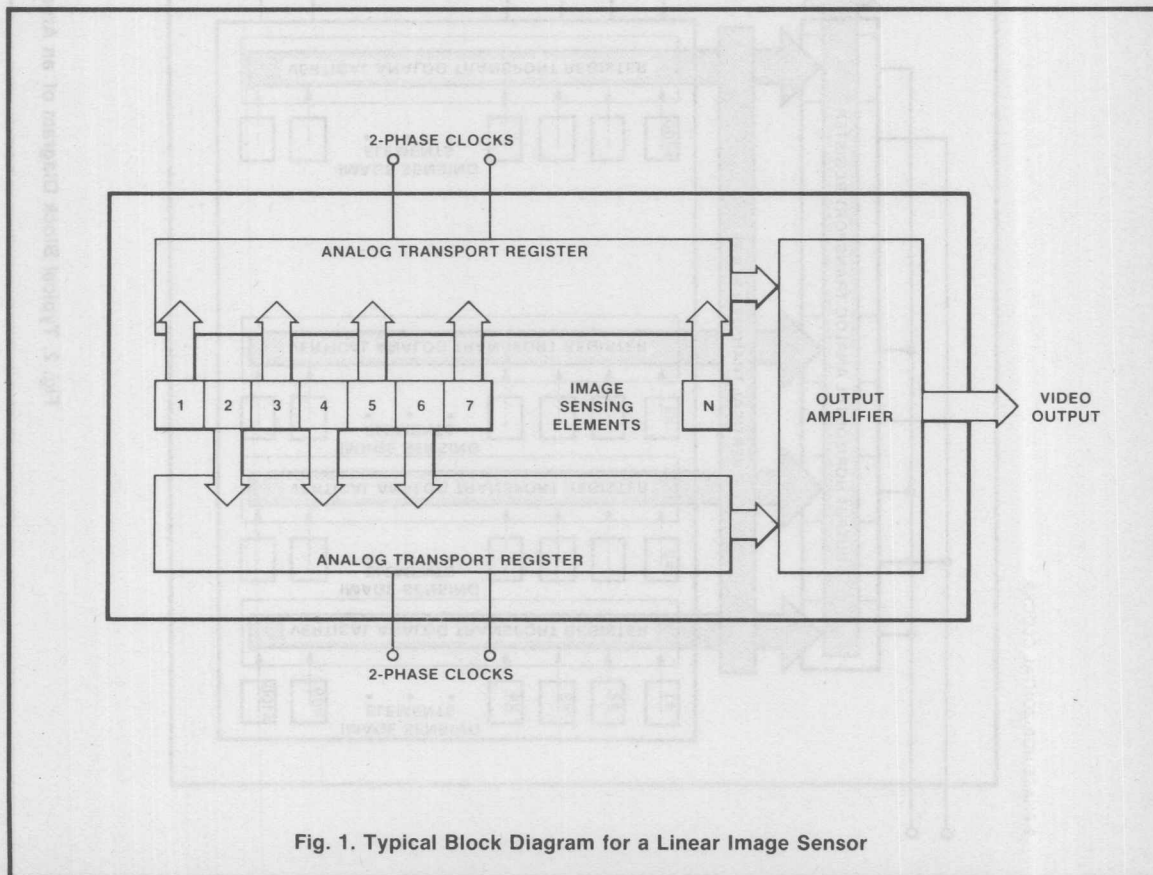 2-PHASE CLOCKS
ANALOG TRANSPORT REGISTER
1 2 3 4 5 6 7
IMAGE
SENSING
ELEMENTS
N
OUTPUT
AMPLIFIER
VIDEO
OUTPUT
ANALOG TRANSPORT REGISTER
2-PHASE CLOCKS
Fig. 1. Typical Block Diagram for a Linear Image Sensor